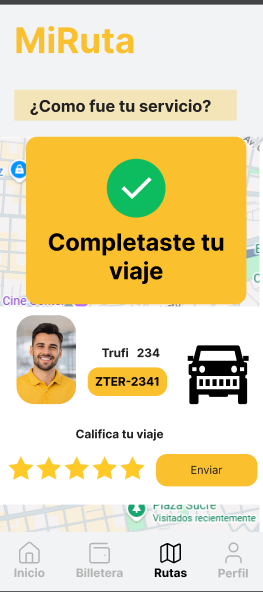 MiRuta
¿Como fue tu servicio?
Completaste tu
viaje
Cine
Trufi 234
ZTER-2341
Califica tu viaje
Enviar
Plaza Sucre
Visitados recientemente
Inicio
Billetera
Rutas
Perfil